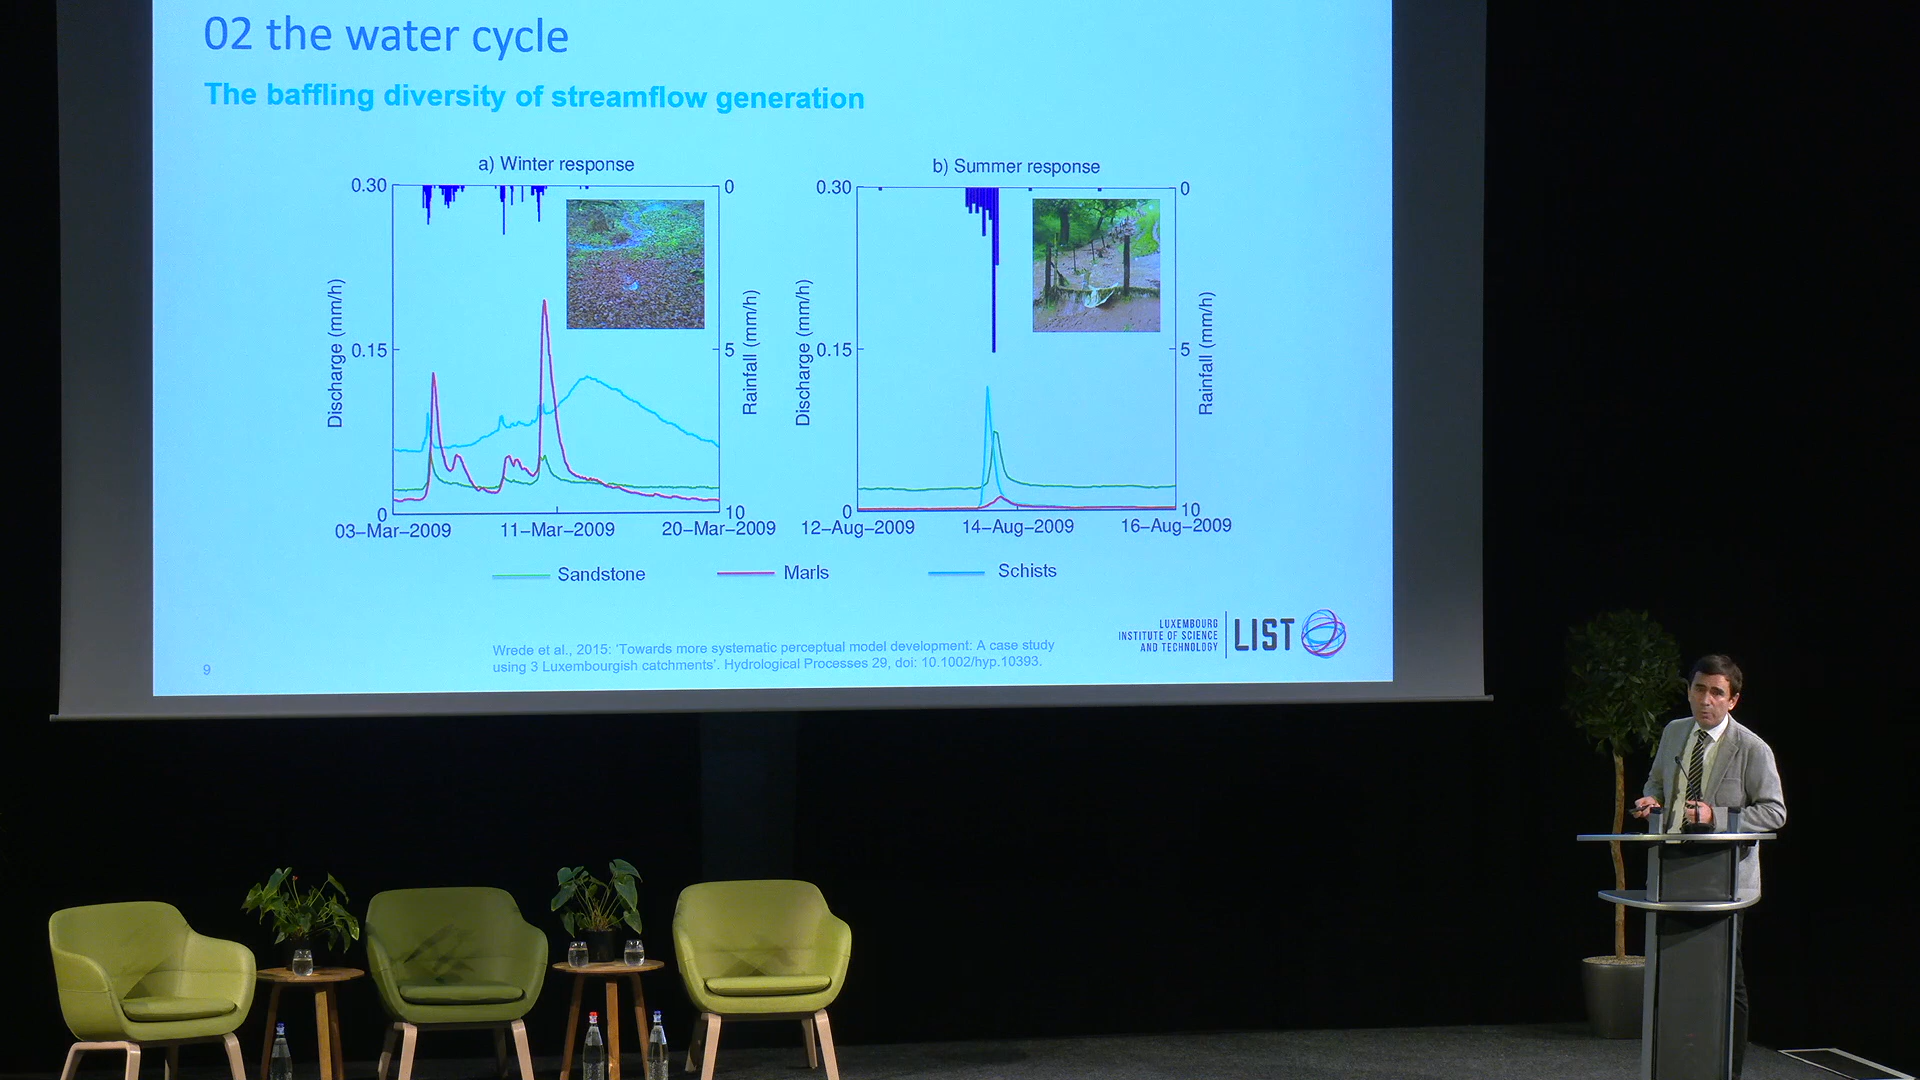 02 the water cycle
The baffling diversity of streamflow generation
a) Winter response
0.30
0
Discharge (mm/h)
0.15
5
Rainfall (mm/h)
0
10
03–Mar–2009
11–Mar–2009
20–Mar–2009
b) Summer response
0.30
0
Discharge (mm/h)
0.15
5
Rainfall (mm/h)
0
10
12–Aug–2009
14–Aug–2009
16–Aug–2009
Sandstone
Marls
Schists
Wrede et al., 2015: 'Towards more systematic perceptual model development: A case study
using 3 Luxembourgish catchments'. Hydrological Processes 29, doi: 10.1002/hyp.10393.
9
LUXEMBOURG
INSTITUTE OF SCIENCE
AND TECHNOLOGY
LIST